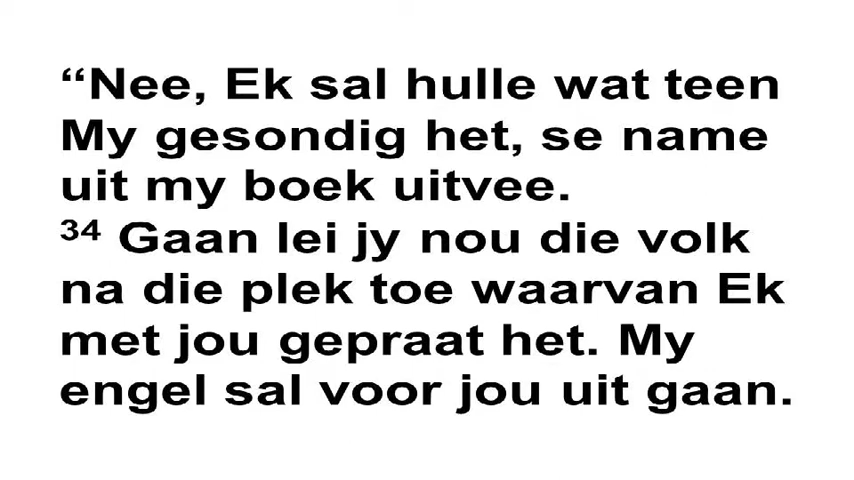 “Nee, Ek sal hulle wat teen
My gesondig het, se name
uit my boek uitvee.
³⁴ Gaan lei jy nou die volk
na die plek toe waarvan Ek
met jou gepraat het. My
engel sal voor jou uit gaan.